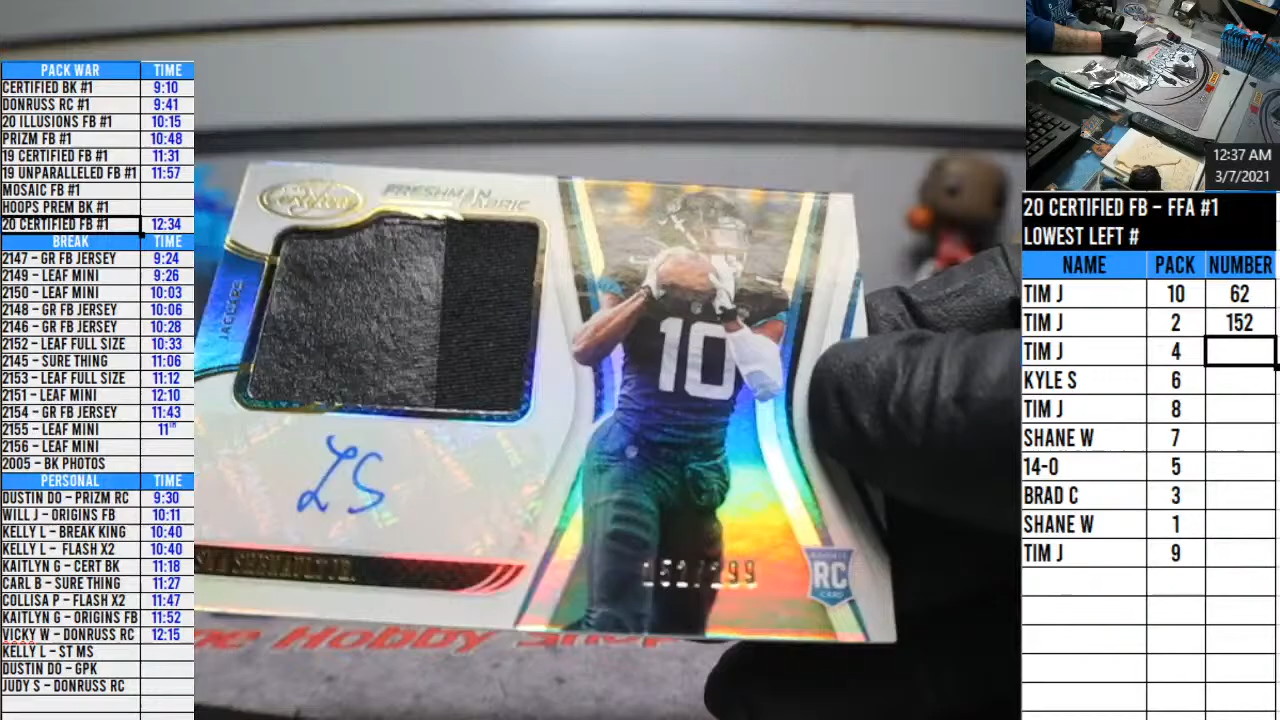 PACK WAR TIME
CERTIFIED BK #1 9:10
DONRUSS RC #1 9:41
20 ILLUSIONS FB #1 10:15
PRIZM FB #1 10:48
19 CERTIFIED FB #1 11:31
19 UNPARALLELED FB #1 11:57
MOSAIC FB #1
HOOPS PREM BK #1
20 CERTIFIED FB #1 12:34
BREAK TIME
2147 - GR FB JERSEY 9:24
2149 - LEAF MINI 9:26
2150 - LEAF MINI 10:03
2148 - GR FB JERSEY 10:06
2146 - GR FB JERSEY 10:28
2152 - LEAF FULL SIZE 10:33
2145 - SURE THING 11:06
2153 - LEAF FULL SIZE 11:12
2151 - LEAF MINI 12:10
2154 - GR FB JERSEY 11:43
2155 - LEAF MINI 11TH
2156 - LEAF MINI
2005 - BK PHOTOS
PERSONAL TIME
DUSTIN DO - PRIZM RC 9:30
WILL J - ORIGINS FB 10:11
KELLY L - BREAK KING 10:40
KELLY L - FLASH X2 10:40
KAITLYN G - CERT BK 11:18
CARL B - SURE THING 11:27
COLLISA P - FLASH X2 11:47
KAITLYN G - ORIGINS FB 11:52
VICKY W - DONRUSS RC 12:15
KELLY L - ST MS
DUSTIN DO - GPK
JUDY S - DONRUSS RC
FRESHMAN
FABRIC
JAGUARS
10
LS
152/299
RC
Hobby Shop
12:37 AM
3/7/2021
20 CERTIFIED FB - FFA #1
LOWEST LEFT #
NAME PACK NUMBER
TIM J 10 62
TIM J 2 152
TIM J 4
KYLE S 6
TIM J 8
SHANE W 7
14-0 5
BRAD C 3
SHANE W 1
TIM J 9